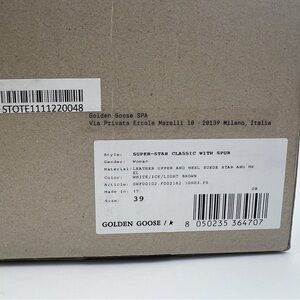 STOTE1111220048
Golden Goose SPA
Via Privata Ercole Marelli 10 - 20139 Milano, Italia
Style: SUPER-STAR CLASSIC WITH SPUR
Gender: Woman
Material: LEATHER UPPER AND HEEL SUEDE STAR AND HE
EL
Color: WHITE/ICE/LIGHT BROWN
Article:
Made in: IT
Size: 39
GOLDEN GOOSE /
8 050235 364707